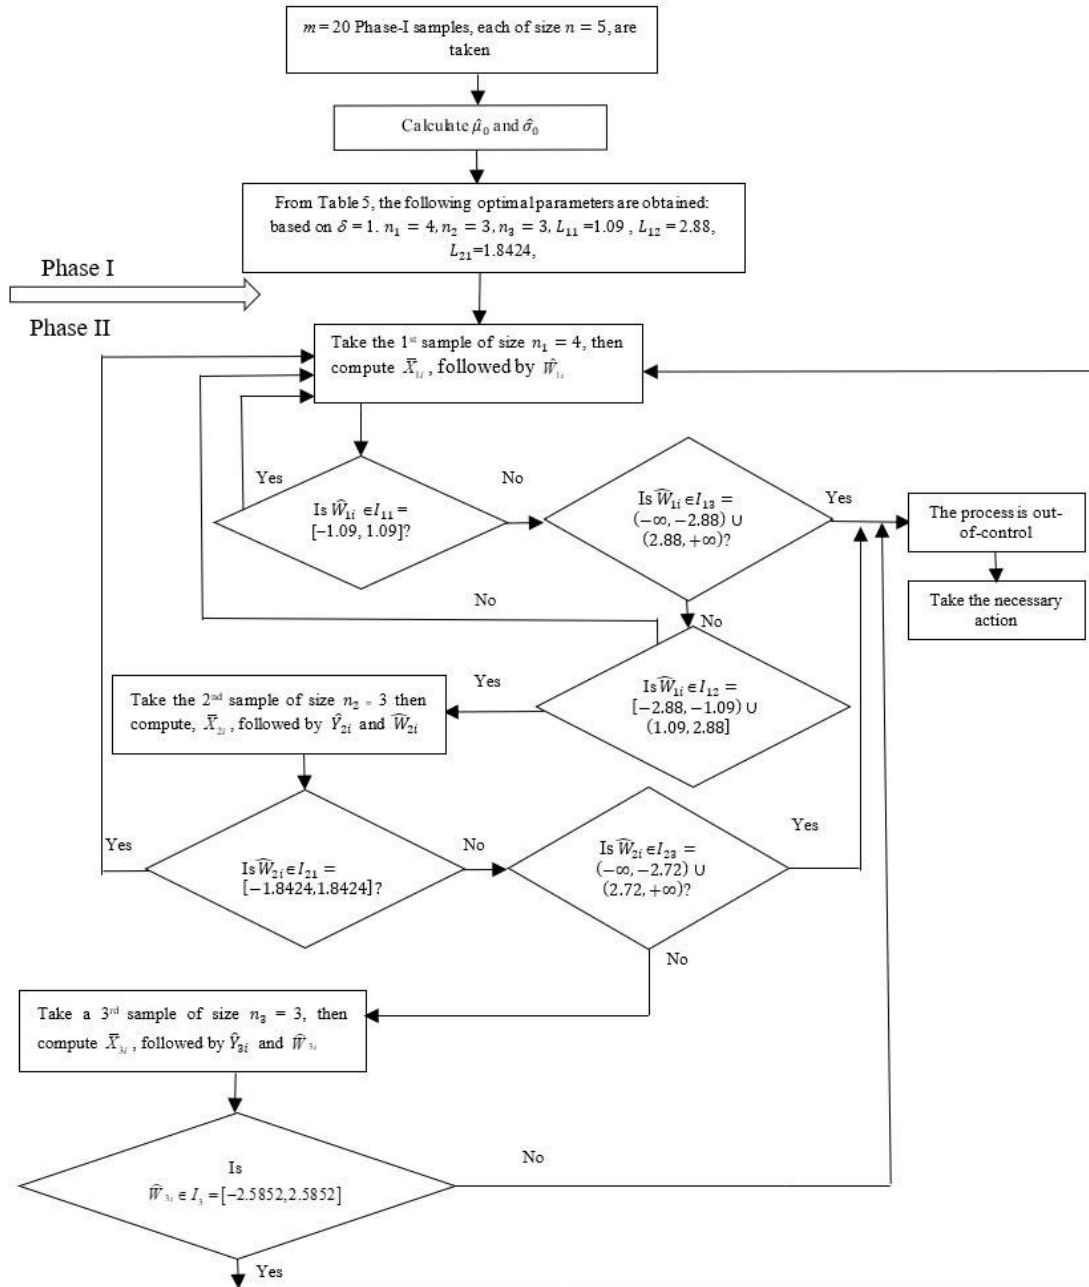 m = 20 Phase-I samples, each of size n = 5, are
taken
Calculate μ̂₀ and σ̂₀
From Table 5, the following optimal parameters are obtained:
based on δ = 1. n₁ = 4, n₂ = 3, n₃ = 3, L₁₁ =1.09 , L₁₂ = 2.88,
L₂₁=1.8424,
Phase I
Phase II
Take the 1ˢᵗ sample of size n₁ = 4, then
compute X̄₁ᵢ , followed by Ŵ₁ᵢ
Yes
Is Ŵ₁ᵢ ∈I₁₁ =
[−1.09, 1.09]?
No
Is Ŵ₁ᵢ ∈I₁₃ =
(−∞, −2.88) ∪
(2.88, +∞)?
Yes
The process is out-
of-control
Take the necessary
action
No
No
Is Ŵ₁ᵢ ∈ I₁₂ =
[−2.88, −1.09) ∪
(1.09, 2.88]
Yes
Take the 2ⁿᵈ sample of size n₂ = 3 then
compute, X̄₂ᵢ , followed by Ŷ₂ᵢ and Ŵ₂ᵢ
Yes
Is Ŵ₂ᵢ ∈I₂₁ =
[−1.8424,1.8424]?
No
Is Ŵ₂ᵢ ∈I₂₃ =
(−∞, −2.72) ∪
(2.72, +∞)?
Yes
No
Take a 3ʳᵈ sample of size n₃ = 3, then
compute X̄₃ᵢ , followed by Ŷ₃ᵢ and Ŵ₃ᵢ
Is
Ŵ₃ᵢ ∈ I₃ = [−2.5852,2.5852]
No
Yes